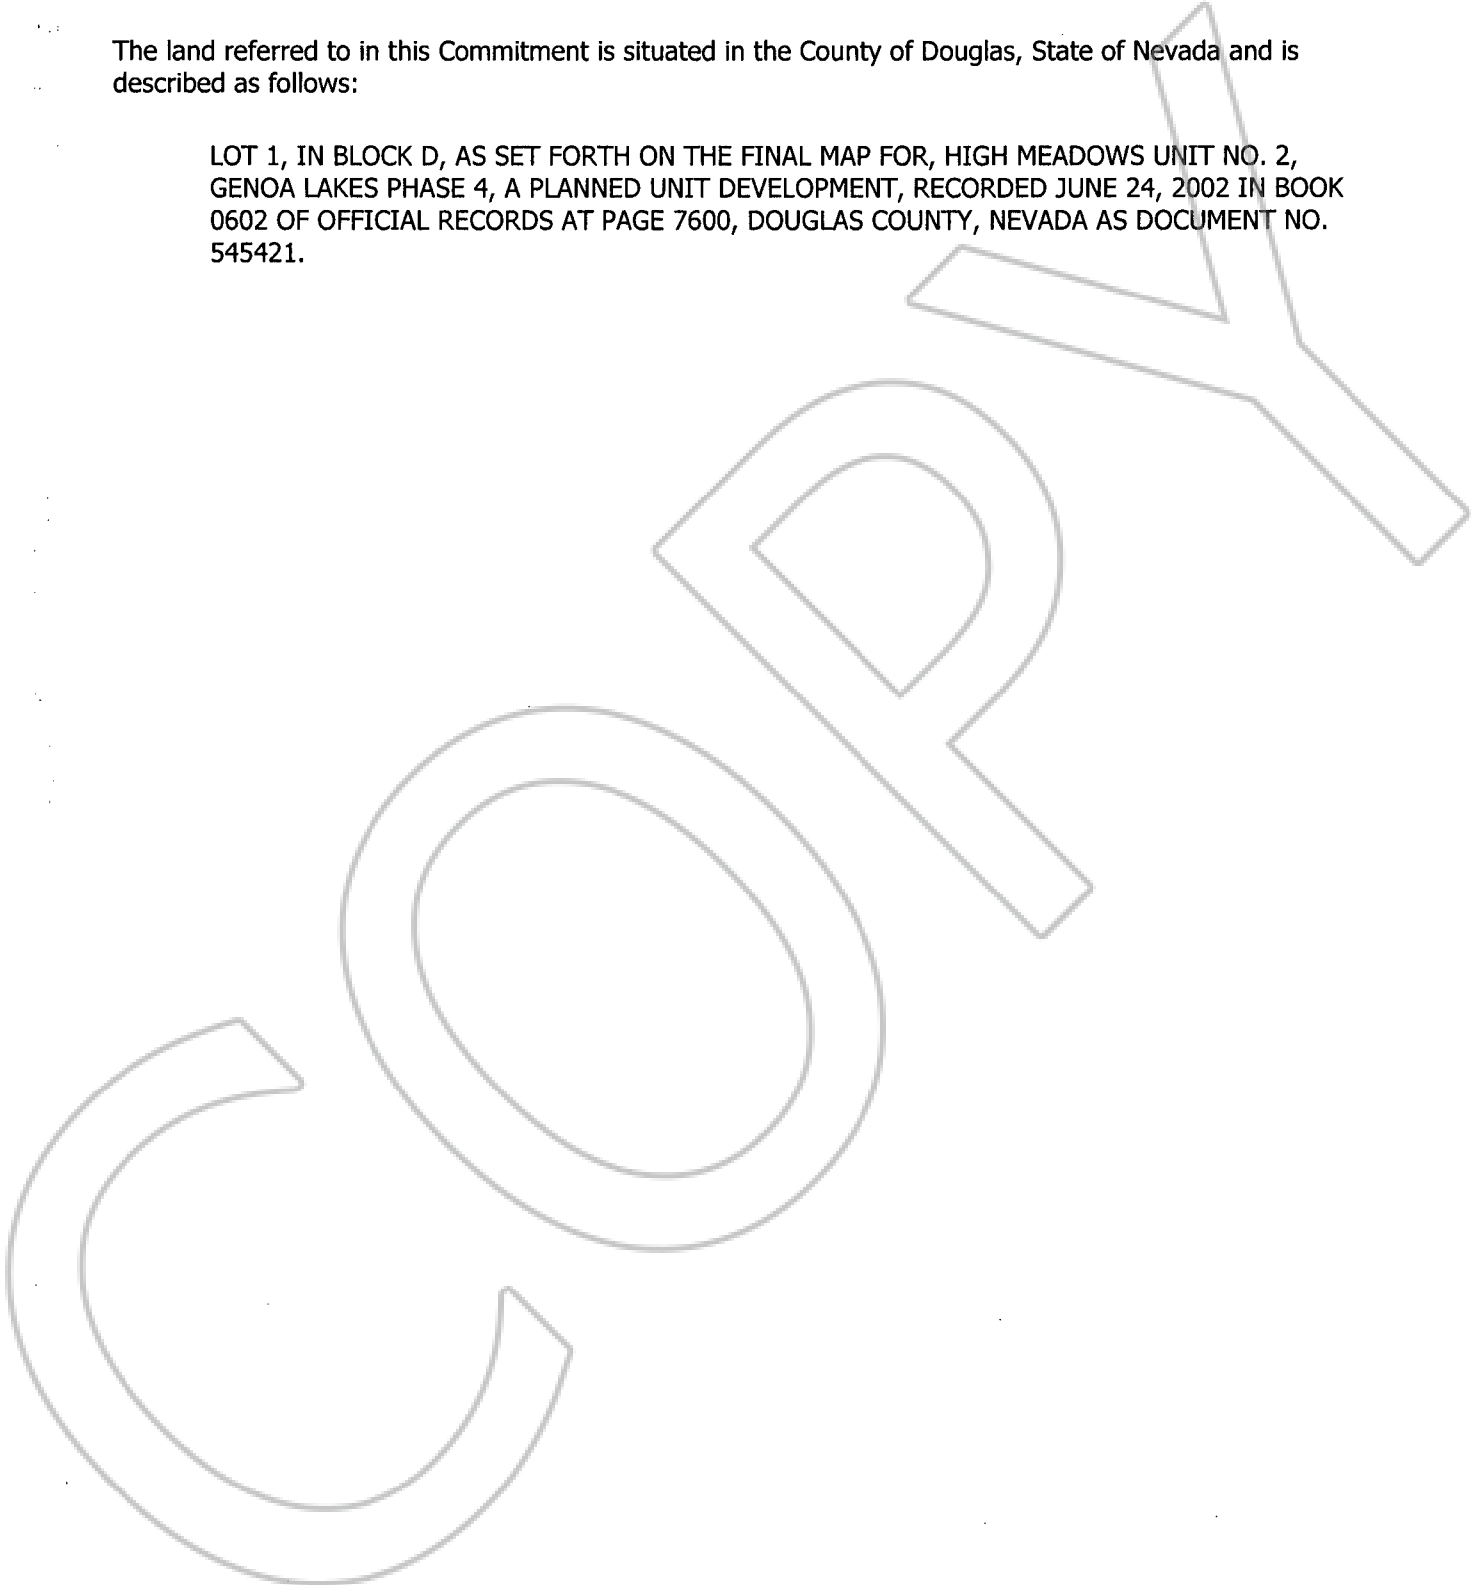 The land referred to in this Commitment is situated in the County of Douglas, State of Nevada and is
described as follows:
LOT 1, IN BLOCK D, AS SET FORTH ON THE FINAL MAP FOR, HIGH MEADOWS UNIT NO. 2,
GENOA LAKES PHASE 4, A PLANNED UNIT DEVELOPMENT, RECORDED JUNE 24, 2002 IN BOOK
0602 OF OFFICIAL RECORDS AT PAGE 7600, DOUGLAS COUNTY, NEVADA AS DOCUMENT NO.
545421.
COPY